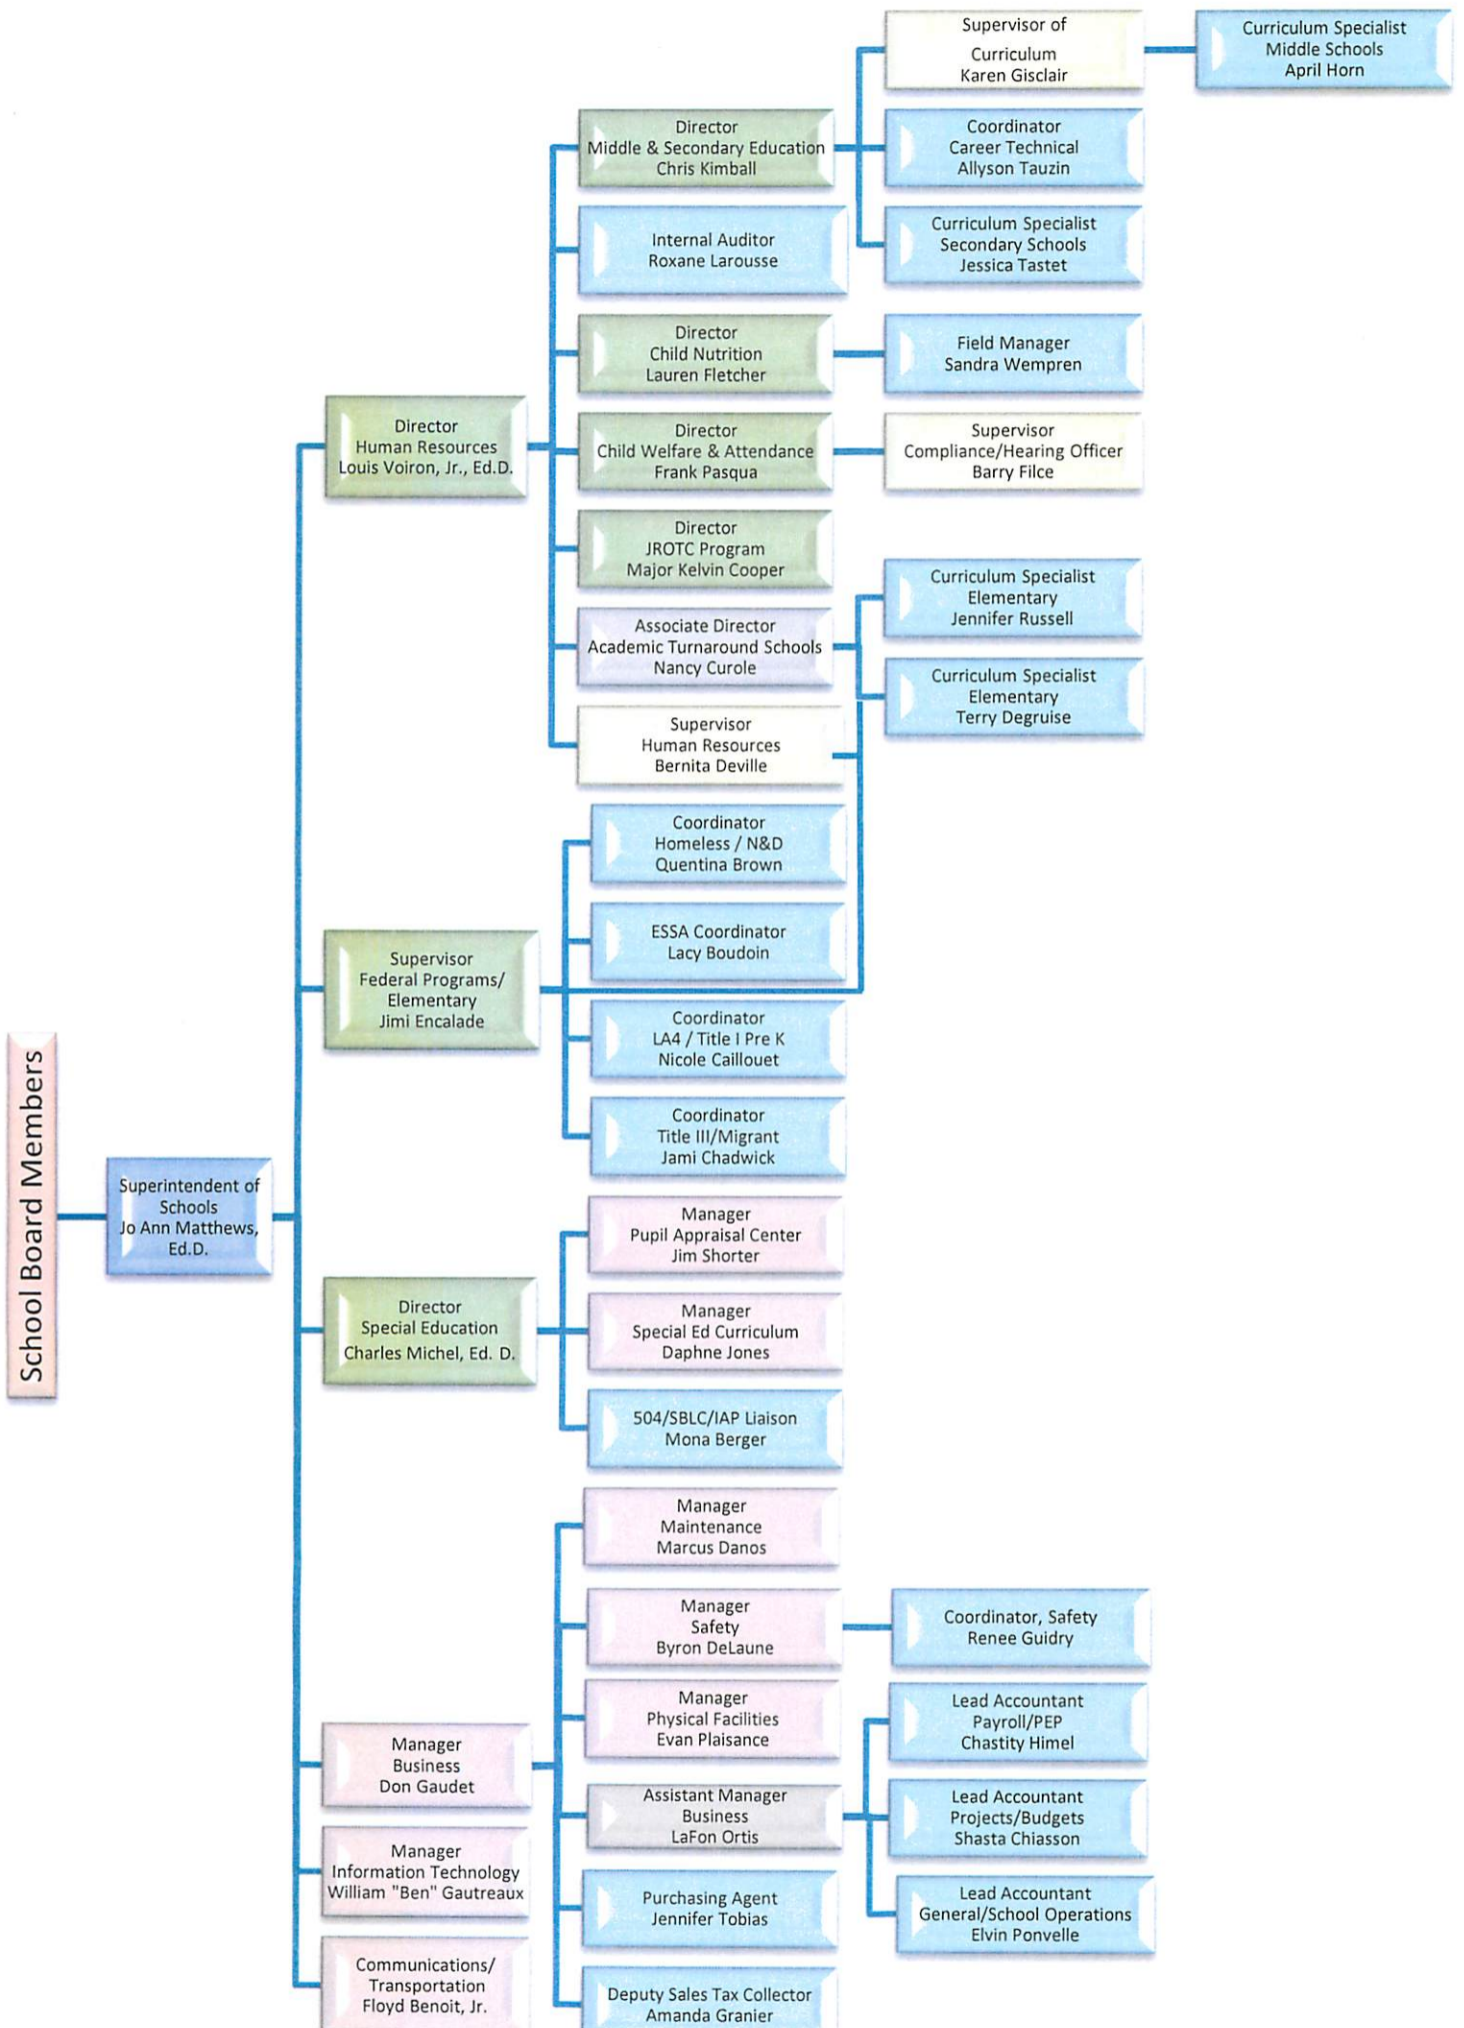 School Board Members
Superintendent of
Schools
Jo Ann Matthews,
Ed.D.
Director
Human Resources
Louis Voiron, Jr., Ed.D.
Director
Middle & Secondary Education
Chris Kimball
Supervisor of
Curriculum
Karen Gisclair
Curriculum Specialist
Middle Schools
April Horn
Coordinator
Career Technical
Allyson Tauzin
Curriculum Specialist
Secondary Schools
Jessica Tastet
Internal Auditor
Roxane Larousse
Director
Child Nutrition
Lauren Fletcher
Field Manager
Sandra Wempren
Director
Child Welfare & Attendance
Frank Pasqua
Supervisor
Compliance/Hearing Officer
Barry Filce
Director
JROTC Program
Major Kelvin Cooper
Associate Director
Academic Turnaround Schools
Nancy Curole
Curriculum Specialist
Elementary
Jennifer Russell
Curriculum Specialist
Elementary
Terry Degruise
Supervisor
Human Resources
Bernita Deville
Supervisor
Federal Programs/
Elementary
Jimi Encalade
Coordinator
Homeless / N&D
Quentina Brown
ESSA Coordinator
Lacy Boudoin
Coordinator
LA4 / Title I Pre K
Nicole Caillouet
Coordinator
Title III/Migrant
Jami Chadwick
Director
Special Education
Charles Michel, Ed. D.
Manager
Pupil Appraisal Center
Jim Shorter
Manager
Special Ed Curriculum
Daphne Jones
504/SBLC/IAP Liaison
Mona Berger
Manager
Business
Don Gaudet
Manager
Maintenance
Marcus Danos
Manager
Safety
Byron DeLaune
Coordinator, Safety
Renee Guidry
Manager
Physical Facilities
Evan Plaisance
Assistant Manager
Business
LaFon Ortis
Lead Accountant
Payroll/PEP
Chastity Himel
Lead Accountant
Projects/Budgets
Shasta Chiasson
Lead Accountant
General/School Operations
Elvin Ponvelle
Purchasing Agent
Jennifer Tobias
Deputy Sales Tax Collector
Amanda Granier
Manager
Information Technology
William "Ben" Gautreaux
Communications/
Transportation
Floyd Benoit, Jr.